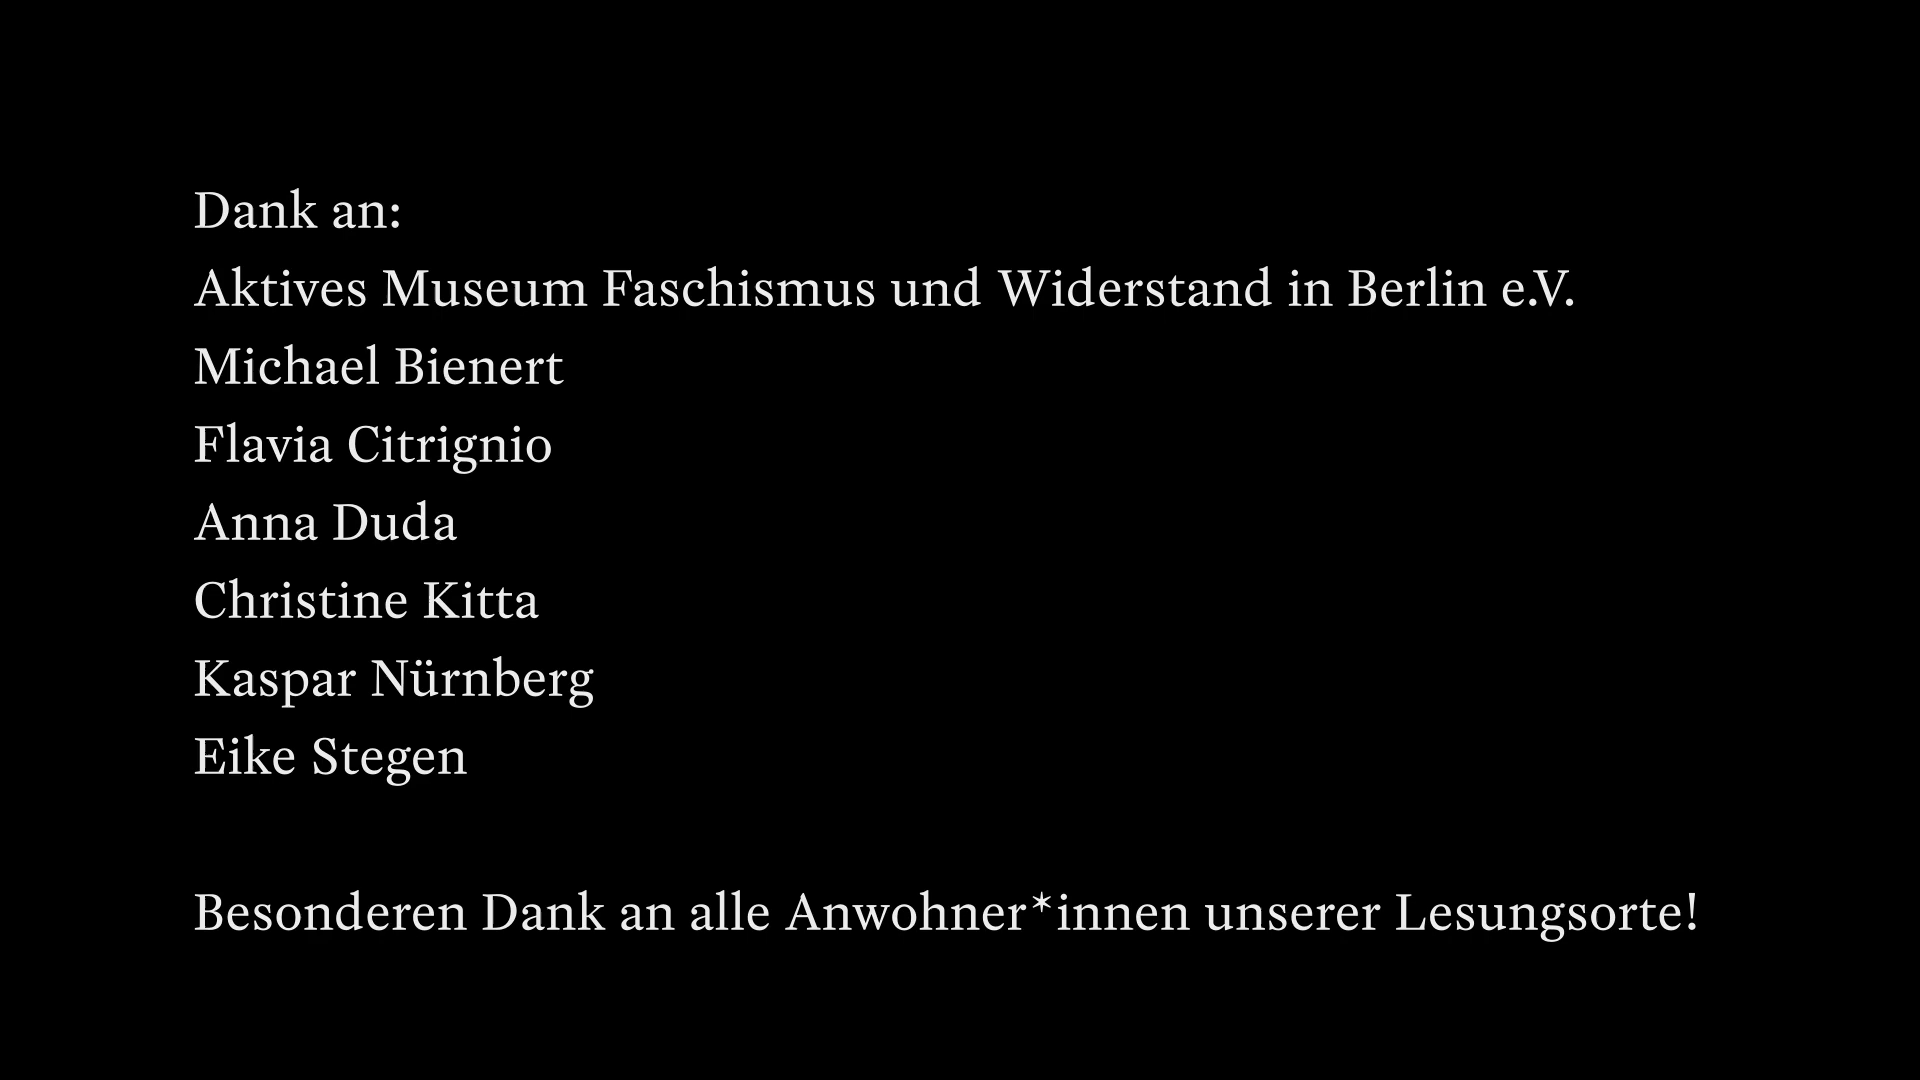 Dank an:
Aktives Museum Faschismus und Widerstand in Berlin e.V.
Michael Bienert
Flavia Citrignio
Anna Duda
Christine Kitta
Kaspar Nürnberg
Eike Stegen
Besonderen Dank an alle Anwohner*innen unserer Lesungsorte!